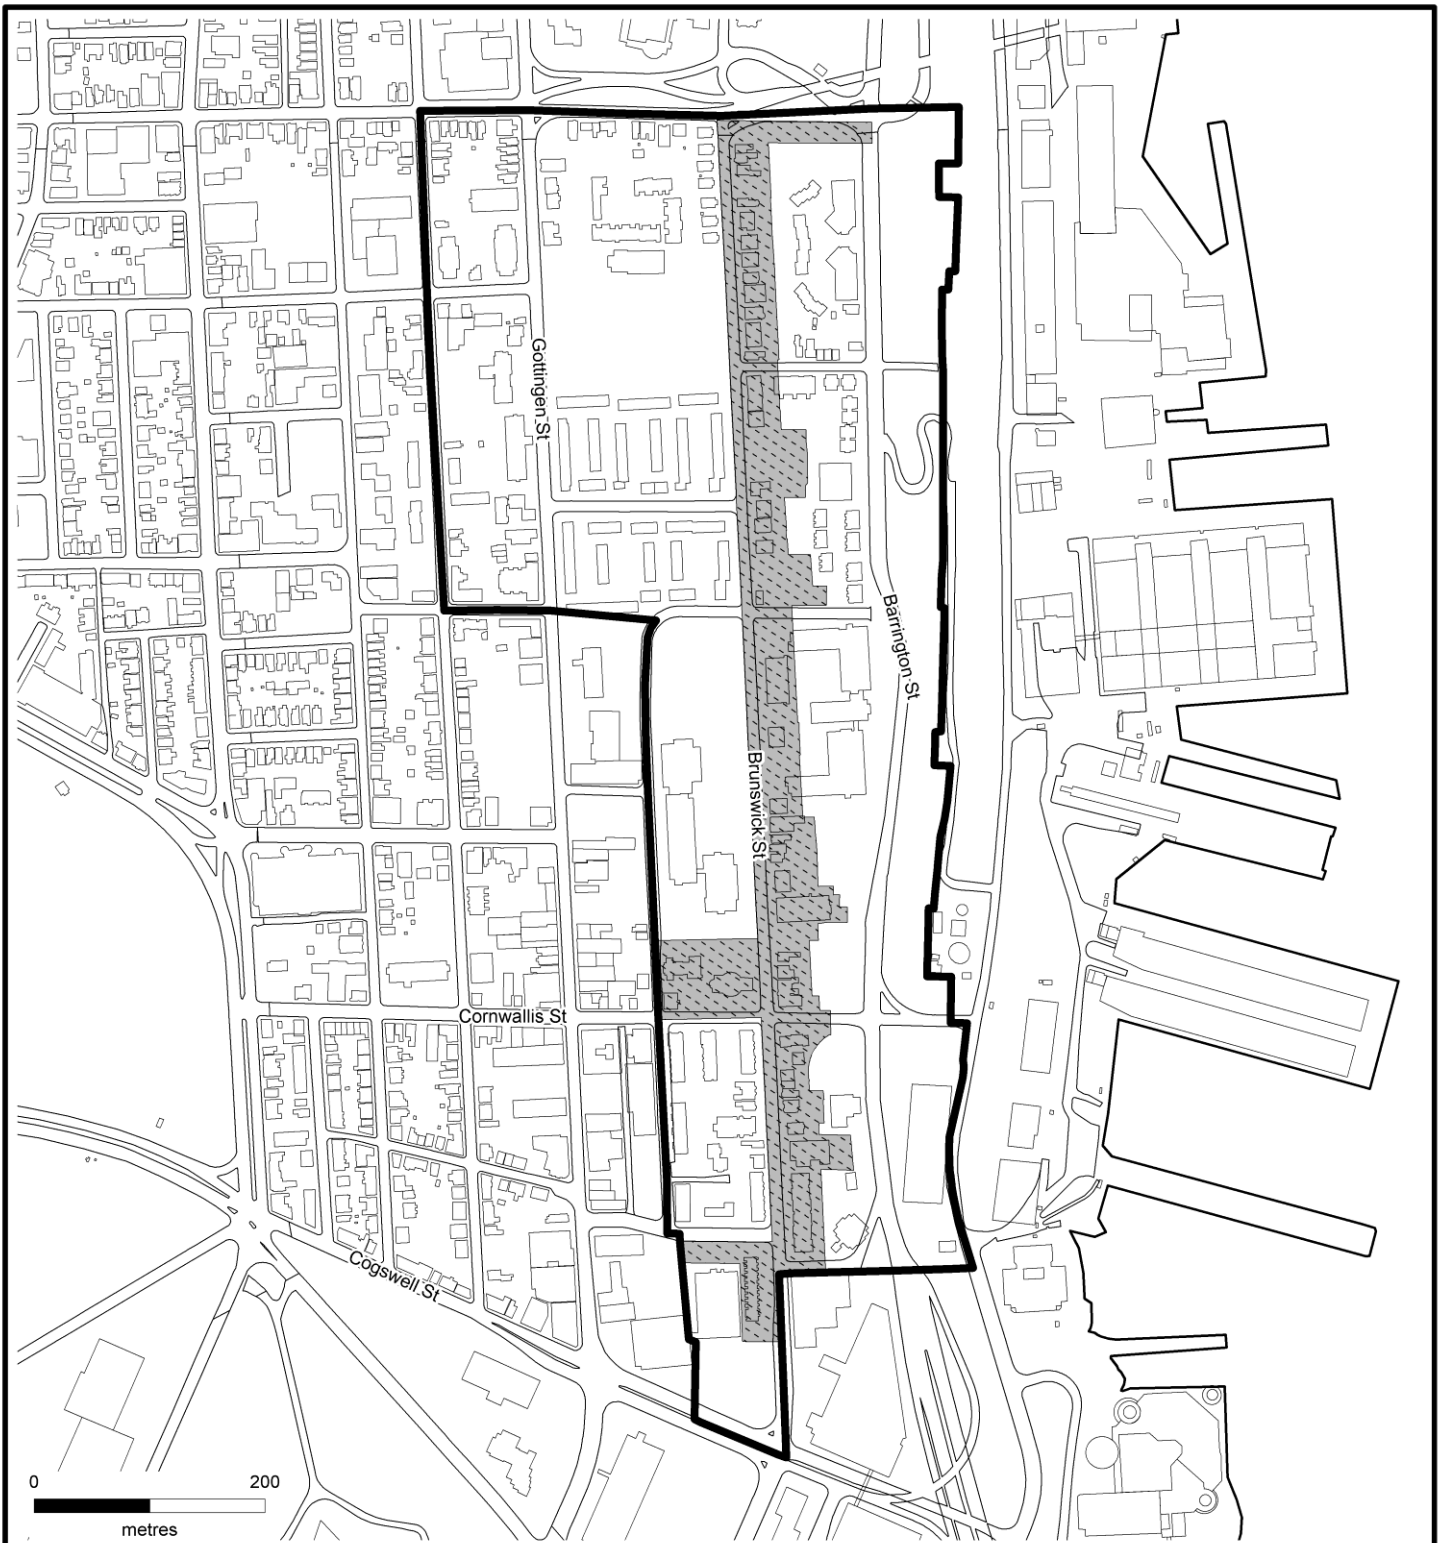 Gottingen St
Barrington St
Brunswick St
Cornwallis St
Cogswell St
0 200
metres